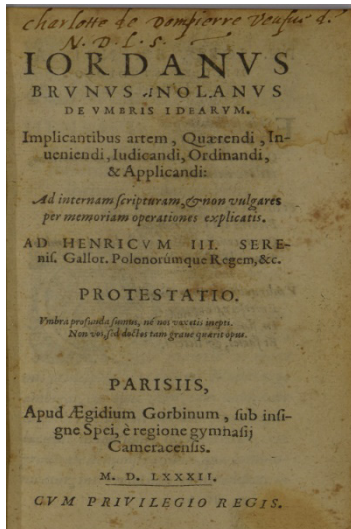 Charlotte de Dompierre
N. D. L. S.
IORDANVS
BRVNVS NOLANVS
DE VMBRIS IDEARVM.
Implicantibus artem, Quærendi, In-
ueniendi, Iudicandi, Ordinandi,
& Applicandi:
Ad internam scripturam, & non vulgares
per memoriam operationes explicatis.
AD HENRICVM III. SERE-
niſ. Gallor. Polonorúmque Regem, &c.
PROTESTATIO.
Vmbra profunda sumus, ne nos vexetis inepti.
Non vos, sed doctos tam graue quærit opus.
PARISIIS,
Apud Ægidium Gorbinum, sub insi-
gne Spei, è regione gymnasij
Cameracensis.
M. D. LXXXII.
CVM PRIVILEGIO REGIS.